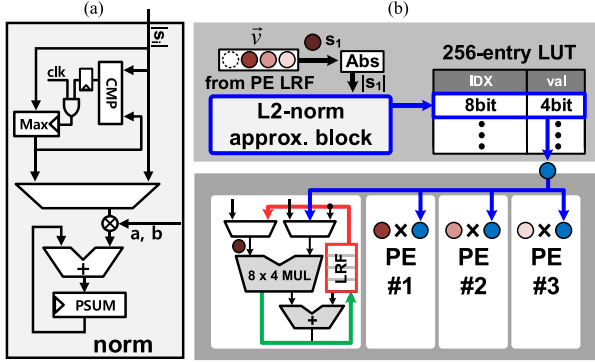 (a)
|sᵢ|
clk
CMP
Max
a, b
+
PSUM
norm
(b)
v⃗
s₁
from PE LRF
Abs
|s₁|
L2-norm
approx. block
256-entry LUT
IDX
val
8bit
4bit
8 x 4 MUL
LRF
+
×
PE
#1
×
PE
#2
×
PE
#3